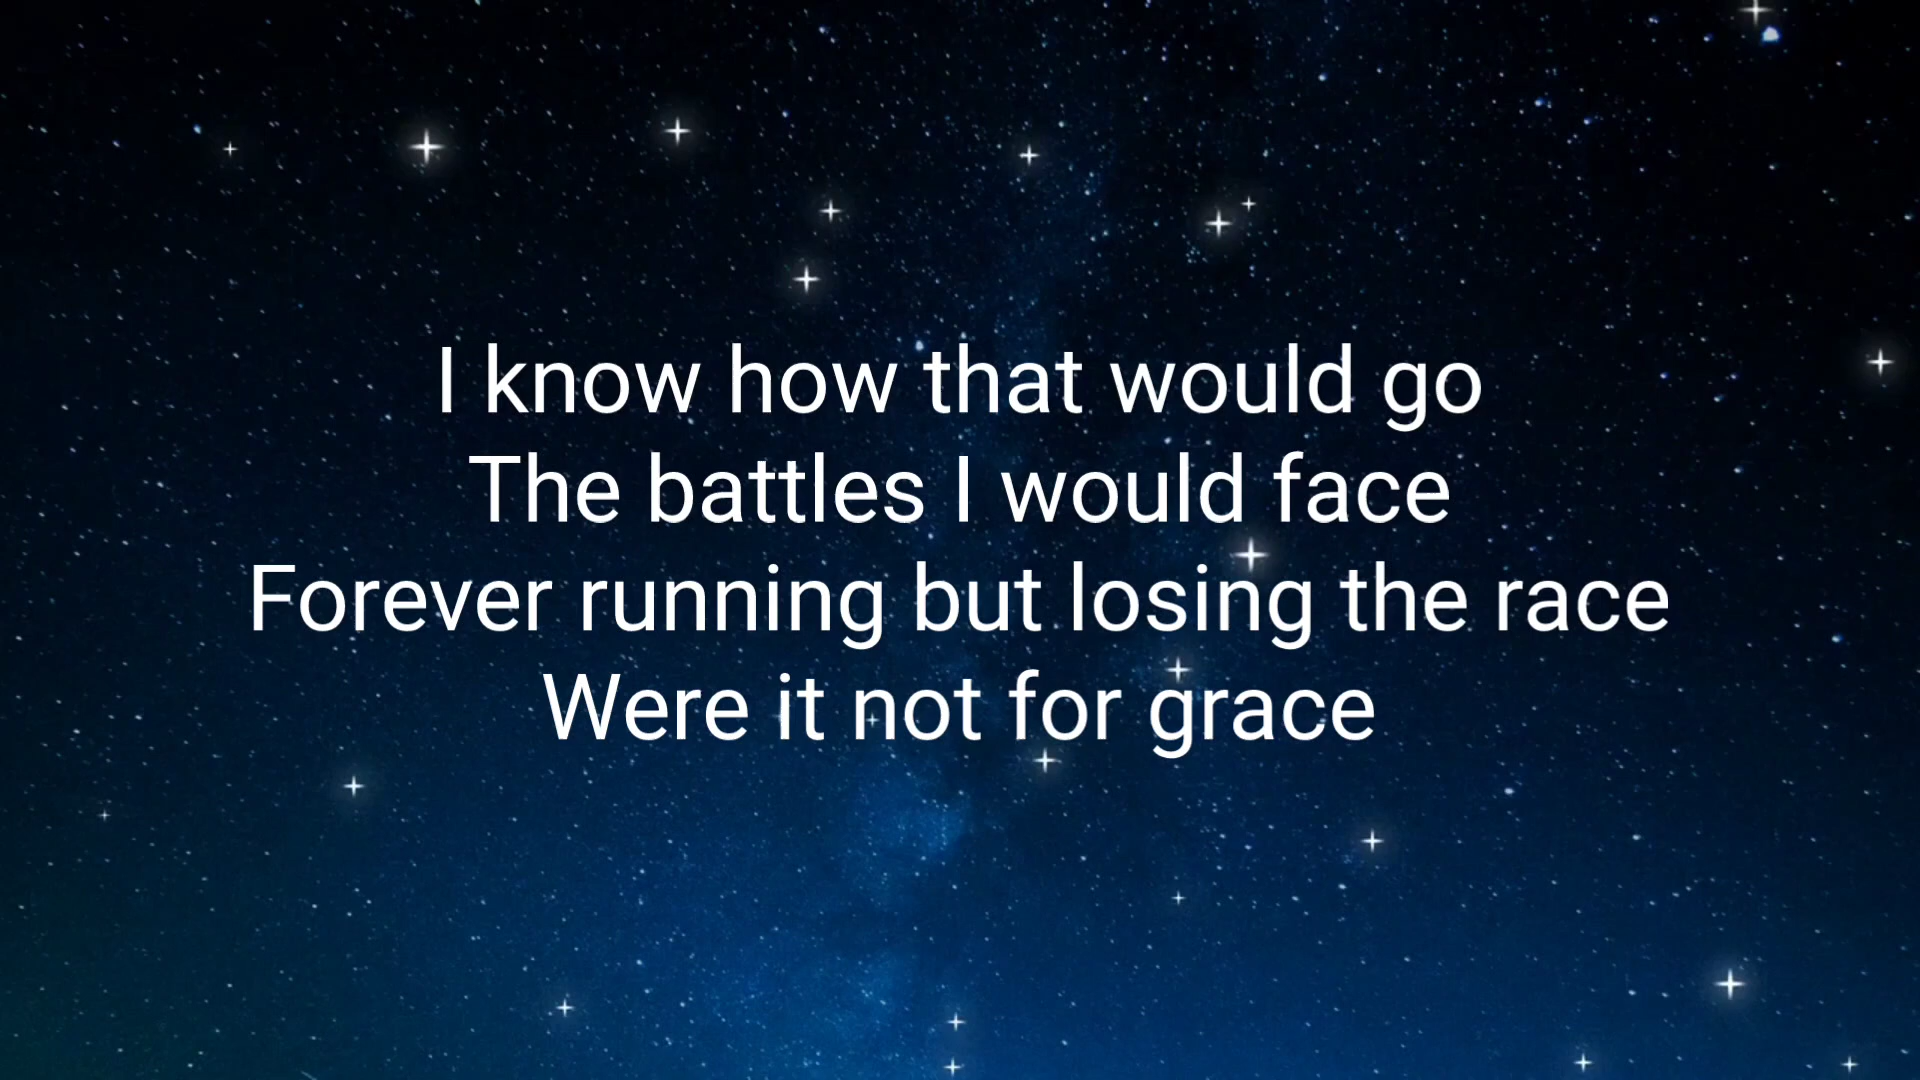 I know how that would go
The battles I would face
Forever running but losing the race
Were it not for grace